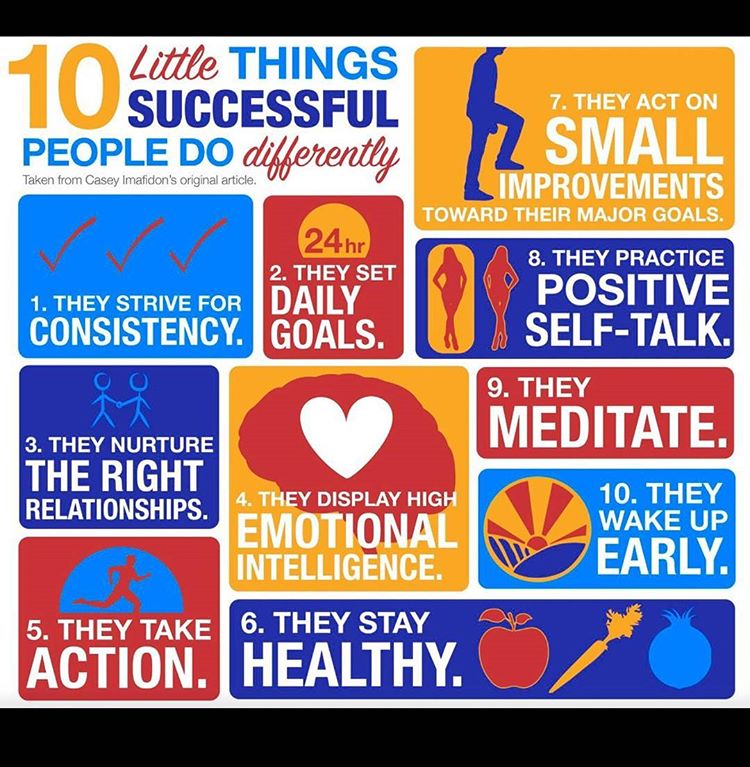 10 Little THINGS
SUCCESSFUL
PEOPLE DO differently
Taken from Casey Imafidon's original article.
1. THEY STRIVE FOR
CONSISTENCY.
24hr
2. THEY SET
DAILY
GOALS.
3. THEY NURTURE
THE RIGHT
RELATIONSHIPS.
4. THEY DISPLAY HIGH
EMOTIONAL
INTELLIGENCE.
5. THEY TAKE
ACTION.
6. THEY STAY
HEALTHY.
7. THEY ACT ON
SMALL
IMPROVEMENTS
TOWARD THEIR MAJOR GOALS.
8. THEY PRACTICE
POSITIVE
SELF-TALK.
9. THEY
MEDITATE.
10. THEY
WAKE UP
EARLY.